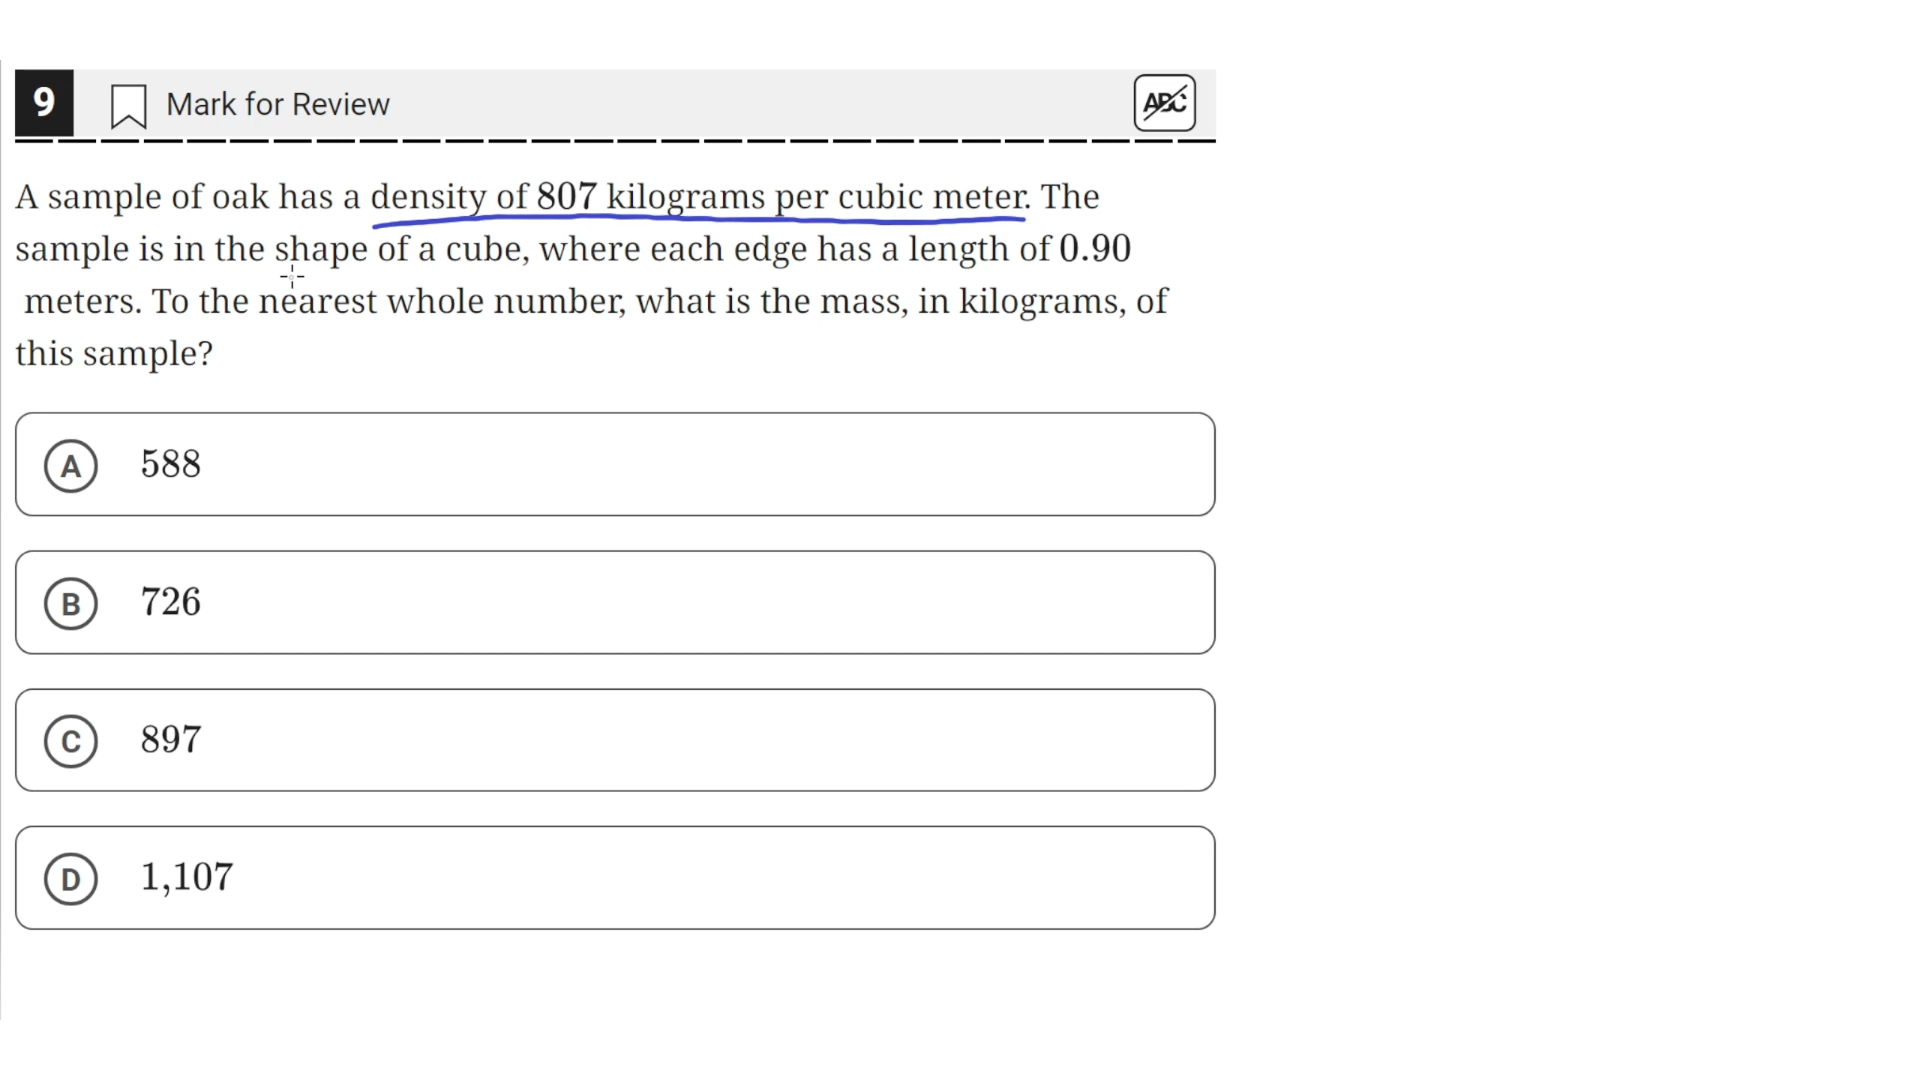 9
Mark for Review
ABC
A sample of oak has a density of 807 kilograms per cubic meter. The
sample is in the shape of a cube, where each edge has a length of 0.90
meters. To the nearest whole number, what is the mass, in kilograms, of
this sample?
A 588
B 726
C 897
D 1,107